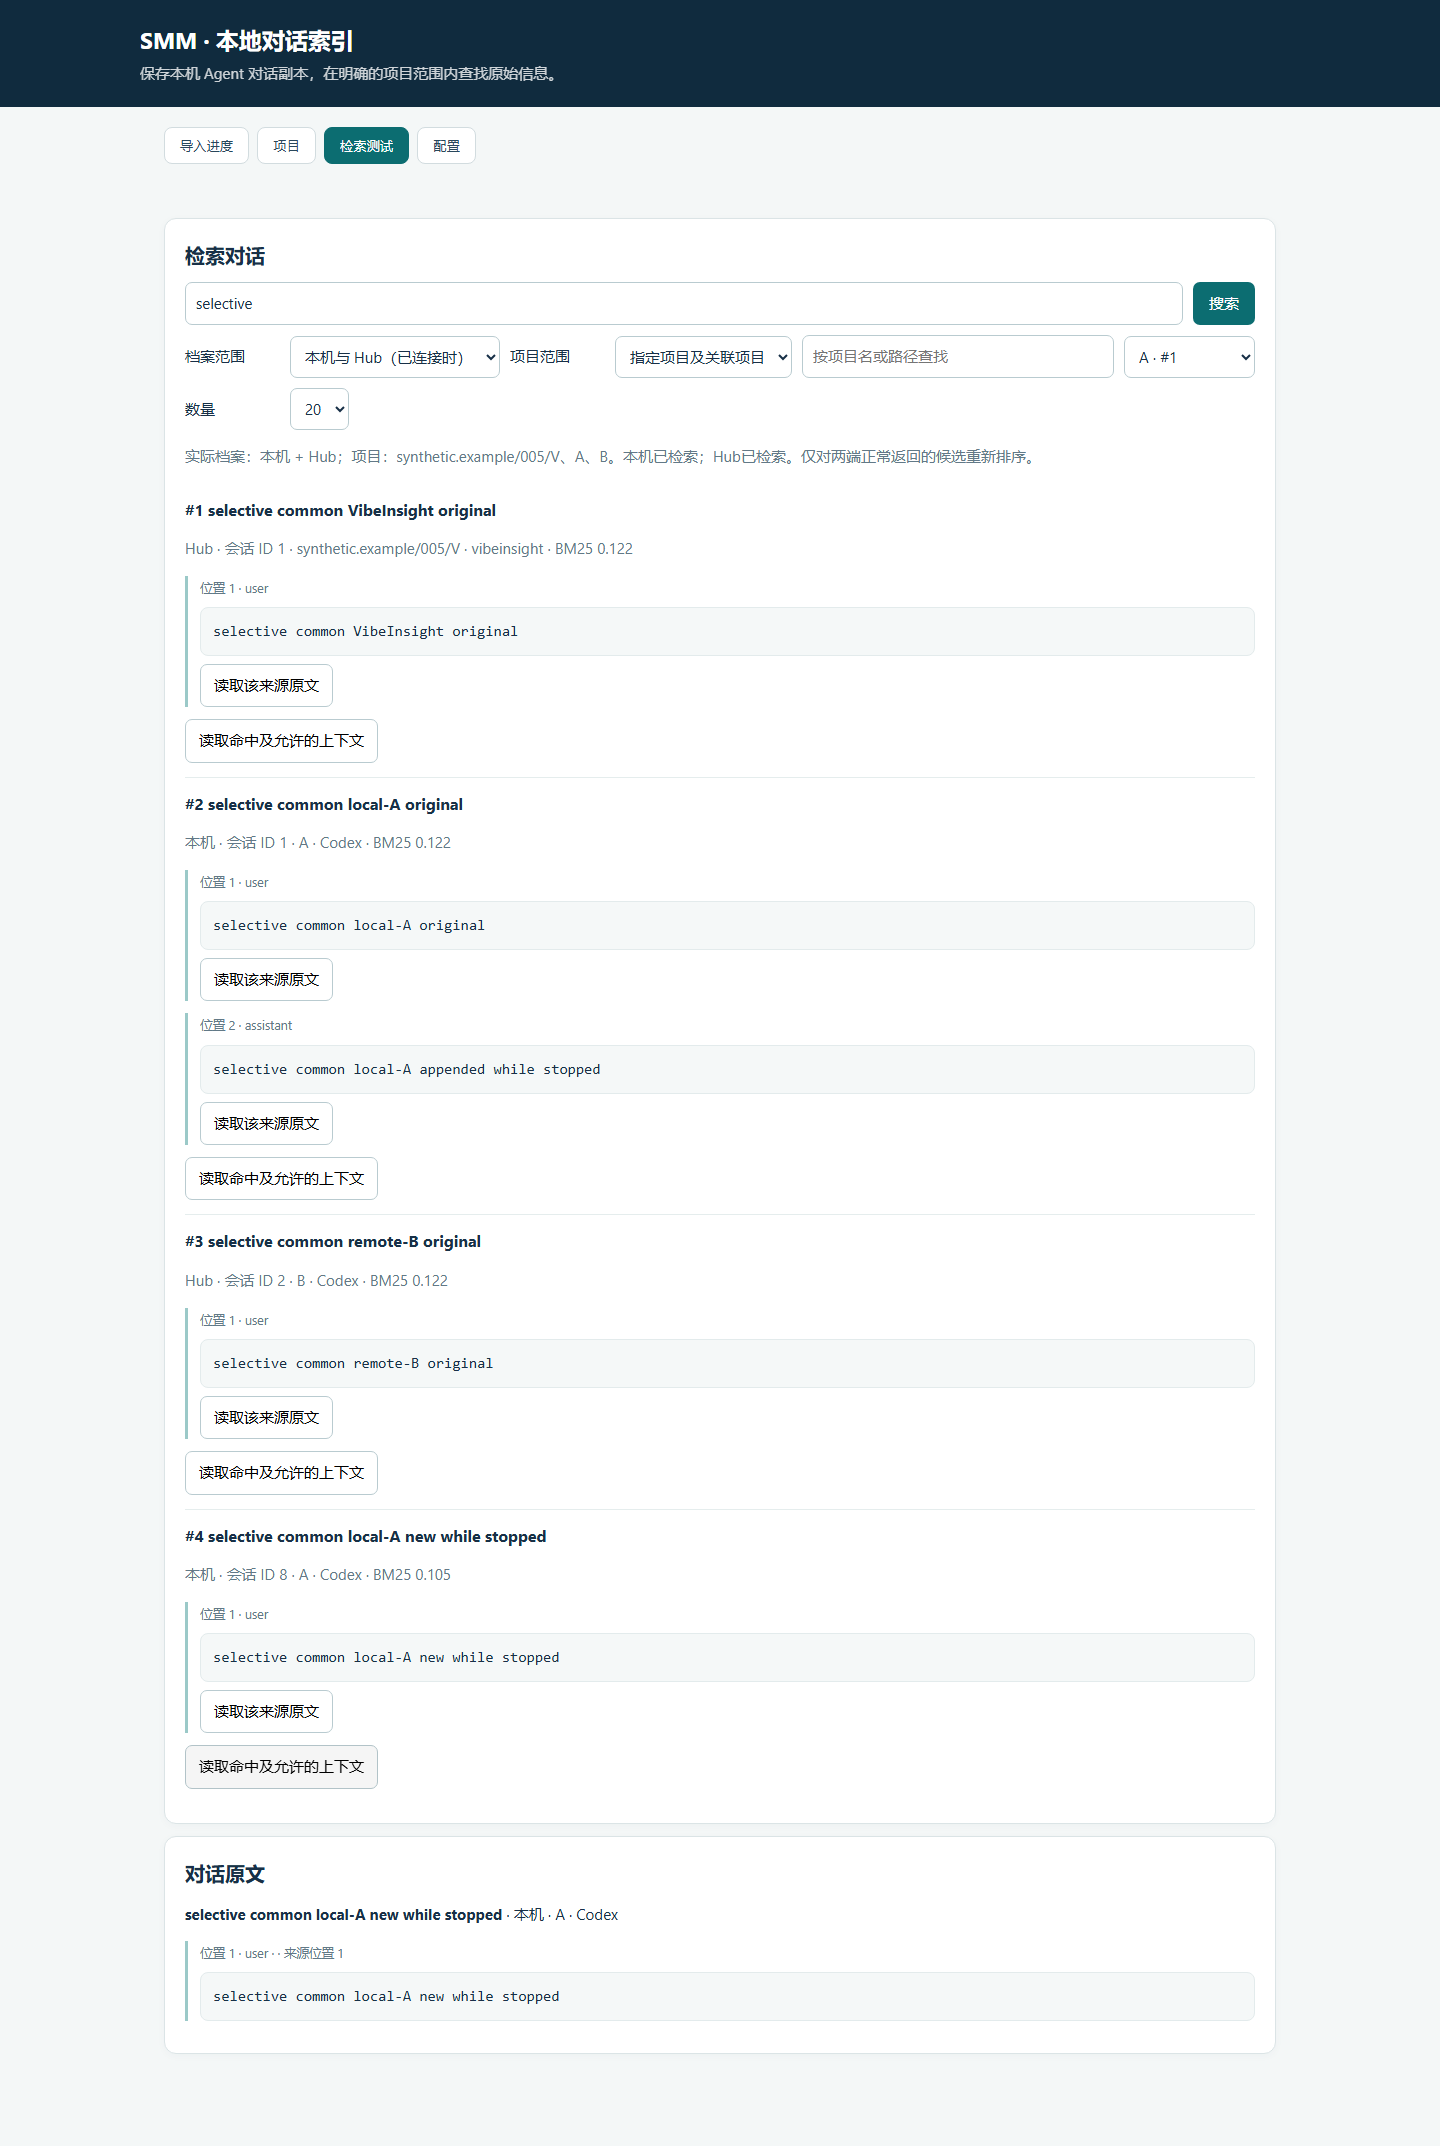 SMM · 本地对话索引
保存本机 Agent 对话副本，在明确的项目范围内查找原始信息。
导入进度 项目 检索测试 配置
检索对话
selective 搜索
档案范围 本机与 Hub（已连接时） 项目范围 指定项目及关联项目 按项目名或路径查找 A · #1
数量 20
实际档案：本机 + Hub；项目：synthetic.example/005/V、A、B。本机已检索；Hub已检索。仅对两端正常返回的候选重新排序。
#1 selective common VibeInsight original
Hub · 会话 ID 1 · synthetic.example/005/V · vibeinsight · BM25 0.122
位置 1 · user
selective common VibeInsight original
读取该来源原文
读取命中及允许的上下文
#2 selective common local-A original
本机 · 会话 ID 1 · A · Codex · BM25 0.122
位置 1 · user
selective common local-A original
读取该来源原文
位置 2 · assistant
selective common local-A appended while stopped
读取该来源原文
读取命中及允许的上下文
#3 selective common remote-B original
Hub · 会话 ID 2 · B · Codex · BM25 0.122
位置 1 · user
selective common remote-B original
读取该来源原文
读取命中及允许的上下文
#4 selective common local-A new while stopped
本机 · 会话 ID 8 · A · Codex · BM25 0.105
位置 1 · user
selective common local-A new while stopped
读取该来源原文
读取命中及允许的上下文
对话原文
selective common local-A new while stopped · 本机 · A · Codex
位置 1 · user · · 来源位置 1
selective common local-A new while stopped